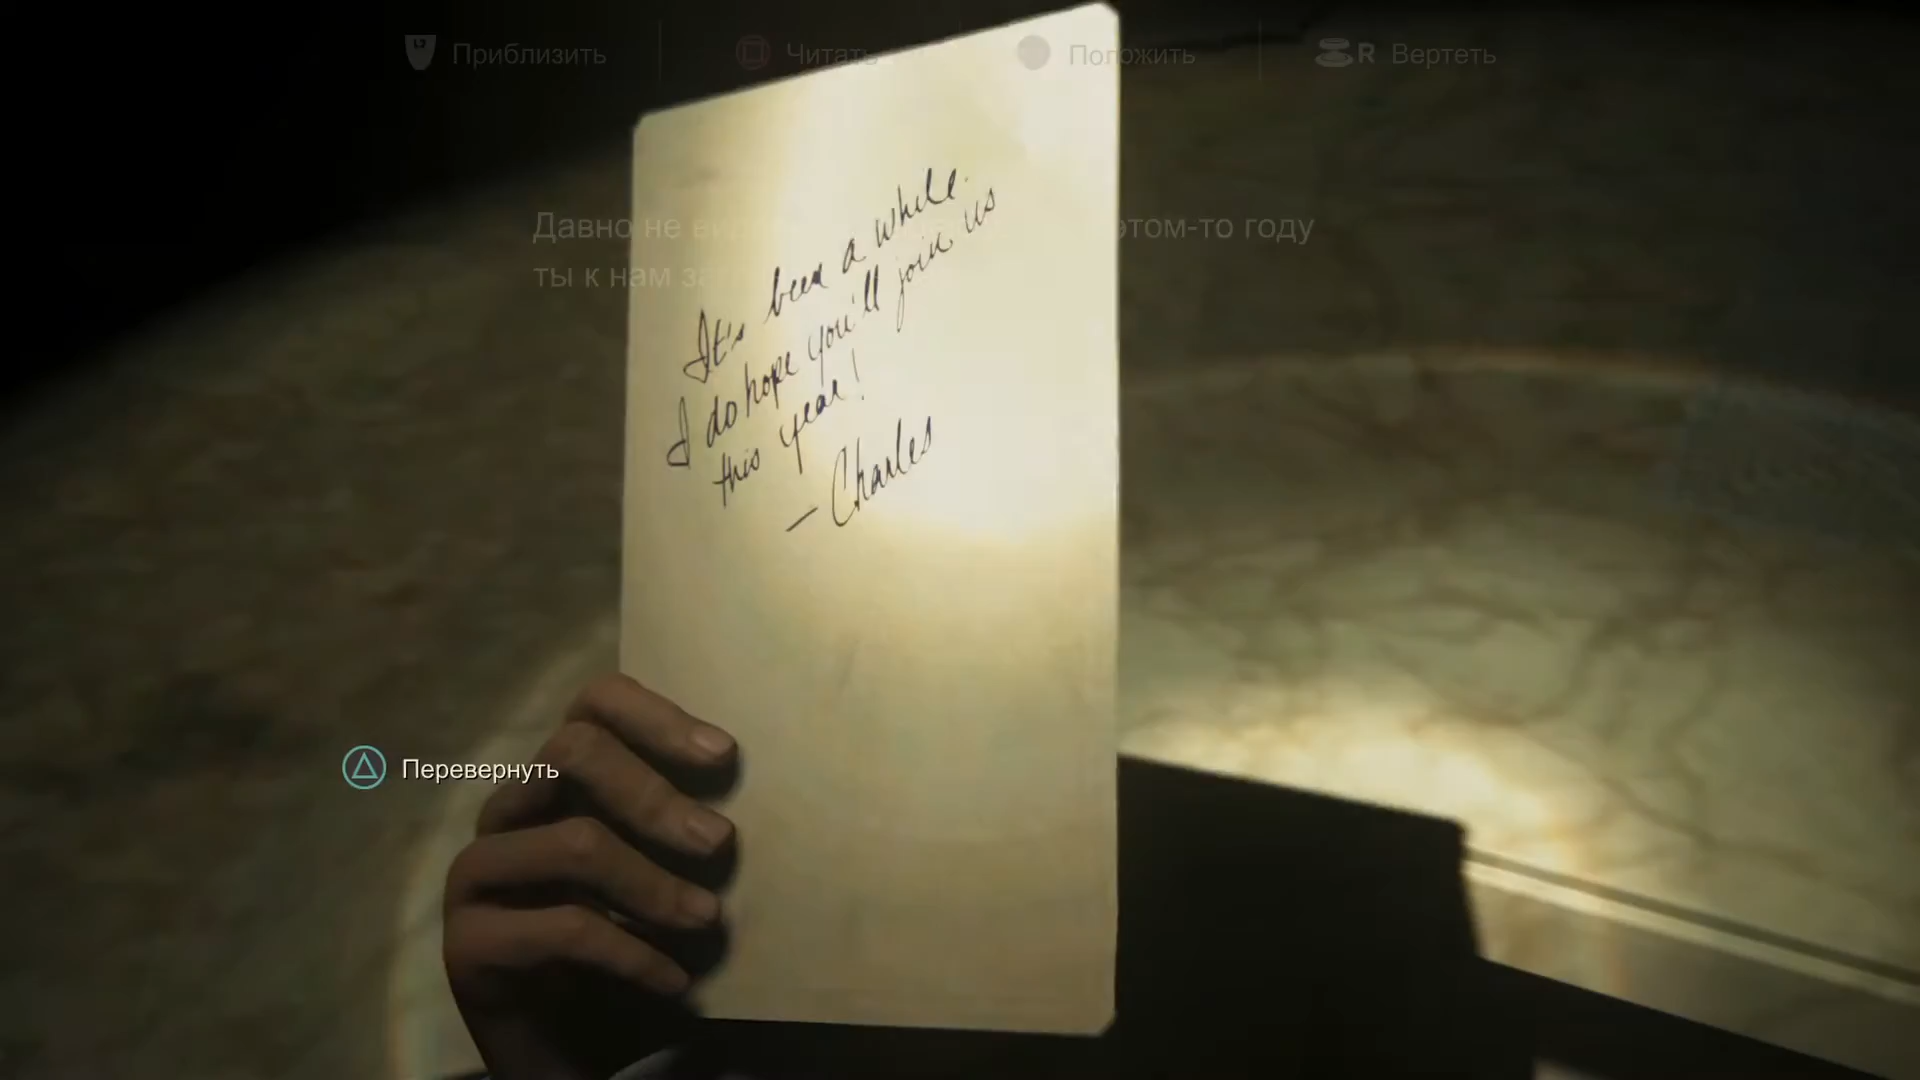 L2 Приблизить
Читать
Положить
R Вертеть
Давно не этом-то году
ты к нам
It's been a while.
I do hope you'll join us
this year!
— Charles
Перевернуть